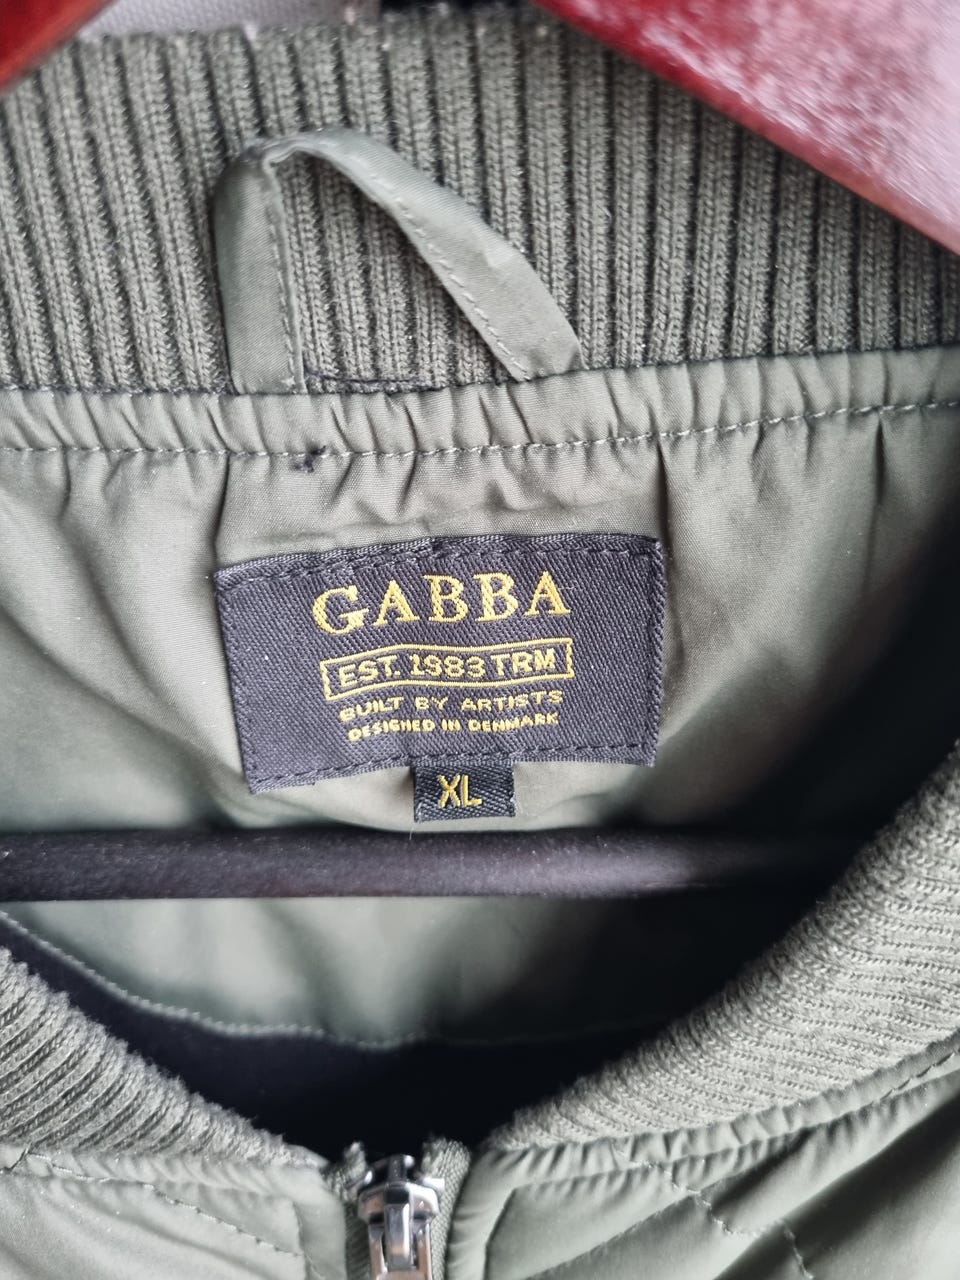 GABBA
EST. 1983 TRM
BUILT BY ARTISTS
DESIGNED IN DENMARK
XL